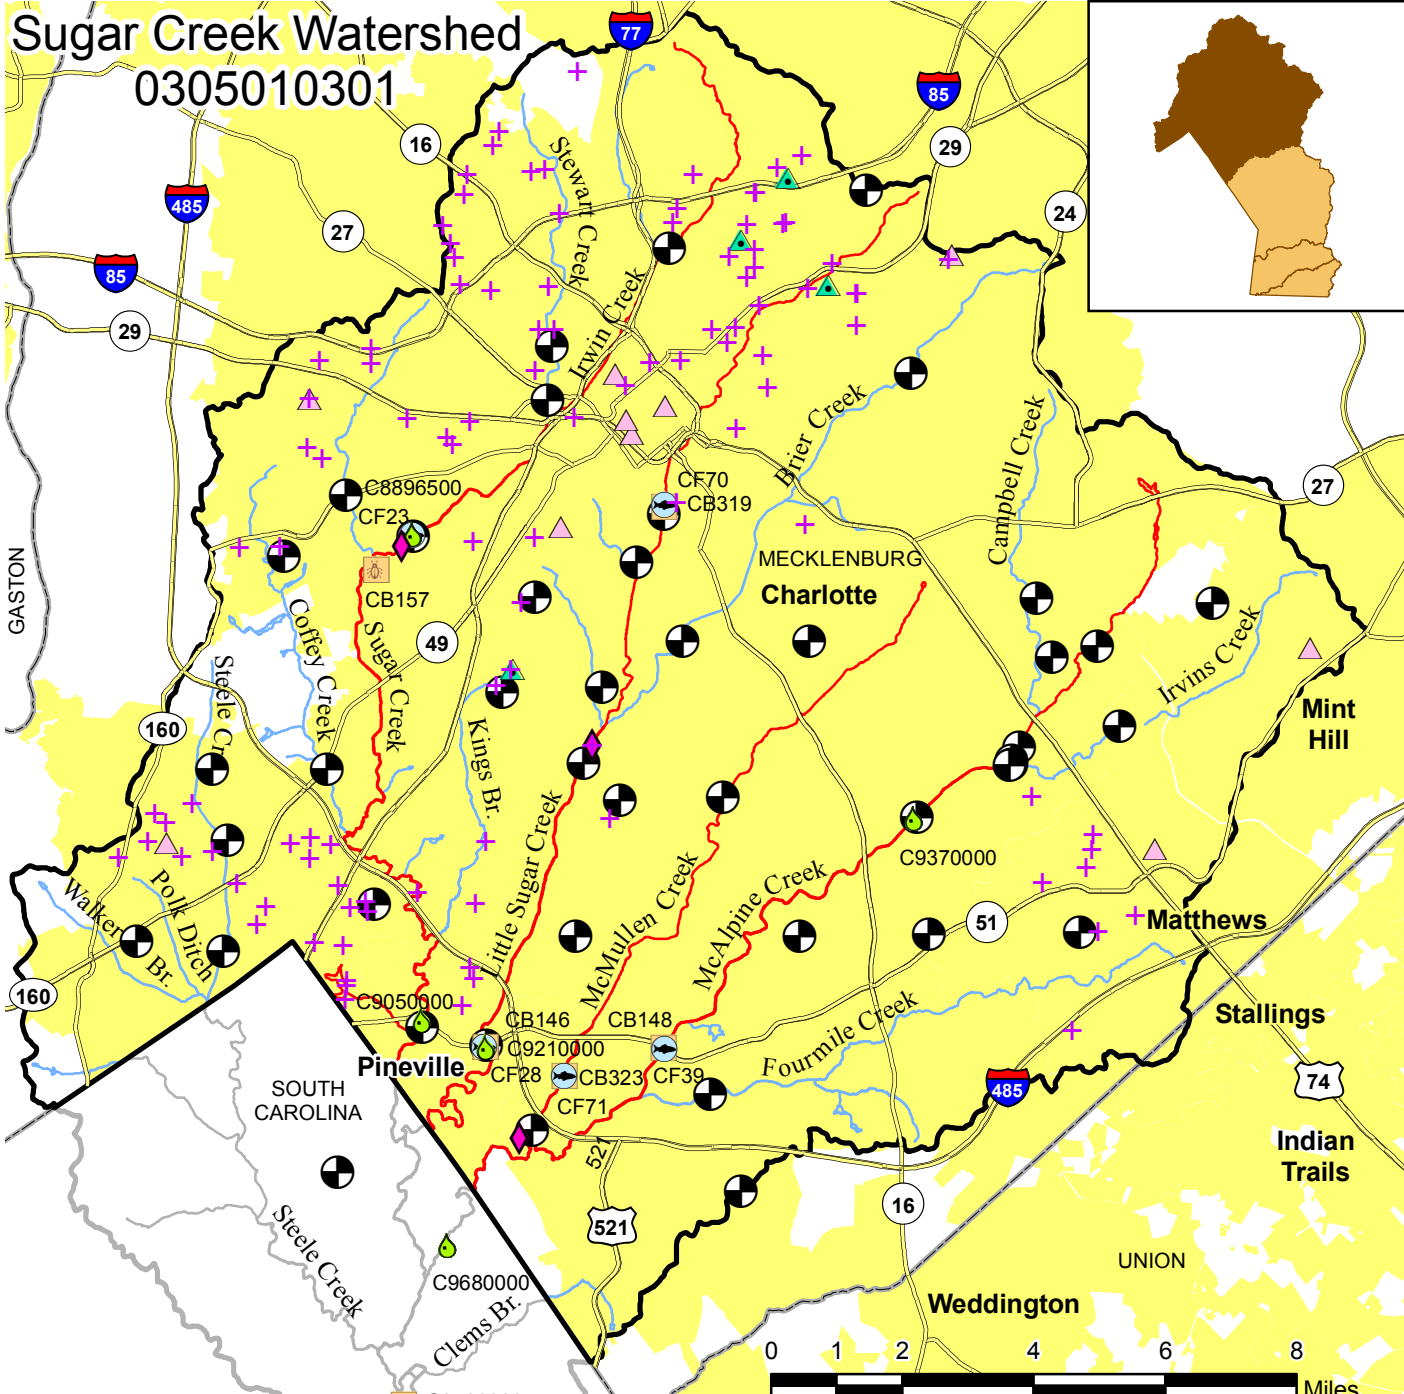 Sugar Creek Watershed
0305010301
77
85
16
29
485
24
27
85
29
Stewart Creek
Irwin Creek
Brier Creek
Campbell Creek
27
C8896500
CF23
CF70
CB319
GASTON
MECKLENBURG
Charlotte
CB157
Coffey Creek
Sugar Creek
49
Irvins Creek
Steele Cr.
160
Kings Br.
Mint
Hill
Little Sugar Creek
C9370000
McMullen Creek
McAlpine Creek
Walker Br.
Polk Ditch
51
Matthews
160
C9050000
Stallings
CB146
CB148
C9210000
Fourmile Creek
Pineville
CF28
CB323
CF39
485
74
SOUTH
CAROLINA
CF71
521
Indian
Trails
16
521
Steele Creek
C9680000
UNION
Weddington
Clems Br.
0 1 2 4 6 8
Miles